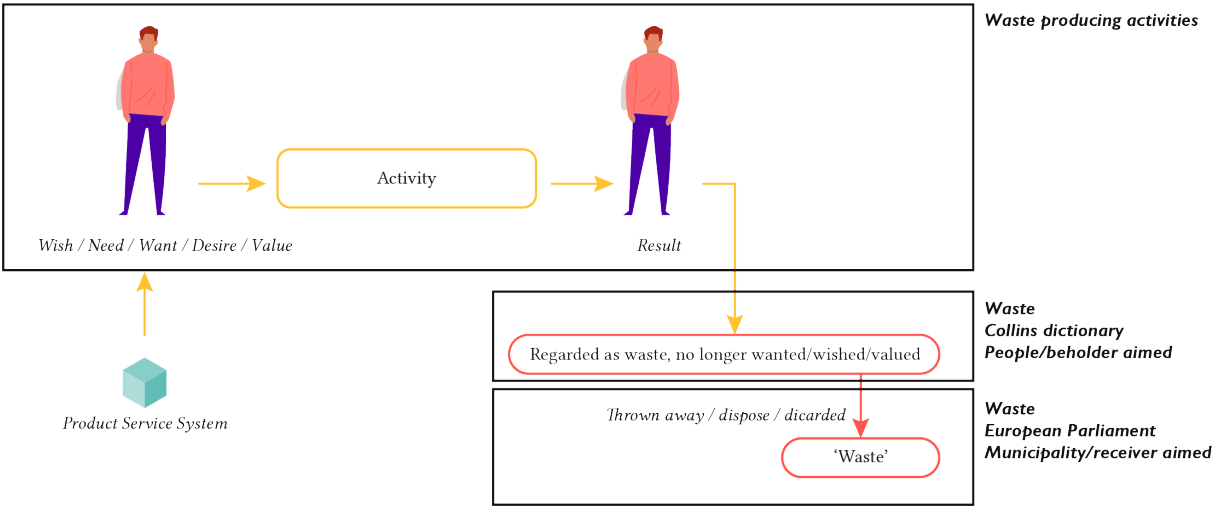 Waste producing activities
Activity
Wish / Need / Want / Desire / Value
Result
Waste
Collins dictionary
People/beholder aimed
Regarded as waste, no longer wanted/wished/valued
Product Service System
Thrown away / dispose / dicarded
Waste
European Parliament
Municipality/receiver aimed
‘Waste’